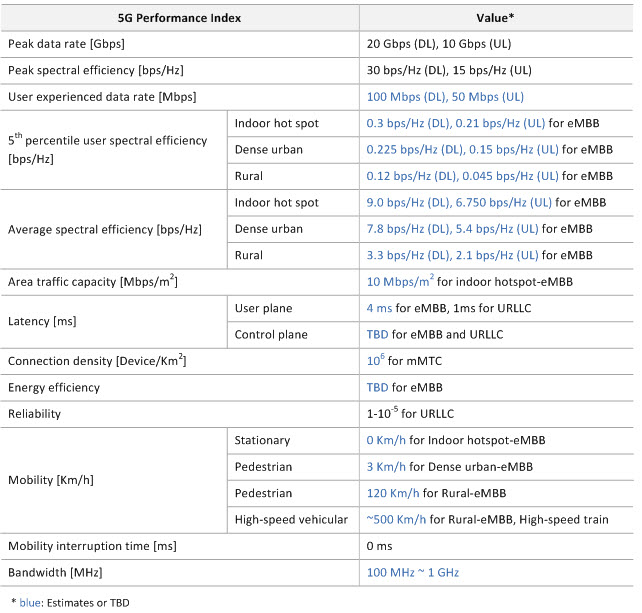 5G Performance Index Value*
Peak data rate [Gbps] 20 Gbps (DL), 10 Gbps (UL)
Peak spectral efficiency [bps/Hz] 30 bps/Hz (DL), 15 bps/Hz (UL)
User experienced data rate [Mbps] 100 Mbps (DL), 50 Mbps (UL)
5th percentile user spectral efficiency
[bps/Hz]
Indoor hot spot 0.3 bps/Hz (DL), 0.21 bps/Hz (UL) for eMBB
Dense urban 0.225 bps/Hz (DL), 0.15 bps/Hz (UL) for eMBB
Rural 0.12 bps/Hz (DL), 0.045 bps/Hz (UL) for eMBB
Average spectral efficiency [bps/Hz]
Indoor hot spot 9.0 bps/Hz (DL), 6.750 bps/Hz (UL) for eMBB
Dense urban 7.8 bps/Hz (DL), 5.4 bps/Hz (UL) for eMBB
Rural 3.3 bps/Hz (DL), 2.1 bps/Hz (UL) for eMBB
Area traffic capacity [Mbps/m²] 10 Mbps/m² for indoor hotspot-eMBB
Latency [ms]
User plane 4 ms for eMBB, 1ms for URLLC
Control plane TBD for eMBB and URLLC
Connection density [Device/Km²] 10⁶ for mMTC
Energy efficiency TBD for eMBB
Reliability 1-10⁻⁵ for URLLC
Mobility [Km/h]
Stationary 0 Km/h for Indoor hotspot-eMBB
Pedestrian 3 Km/h for Dense urban-eMBB
Pedestrian 120 Km/h for Rural-eMBB
High-speed vehicular ~500 Km/h for Rural-eMBB, High-speed train
Mobility interruption time [ms] 0 ms
Bandwidth [MHz] 100 MHz ~ 1 GHz
* blue: Estimates or TBD